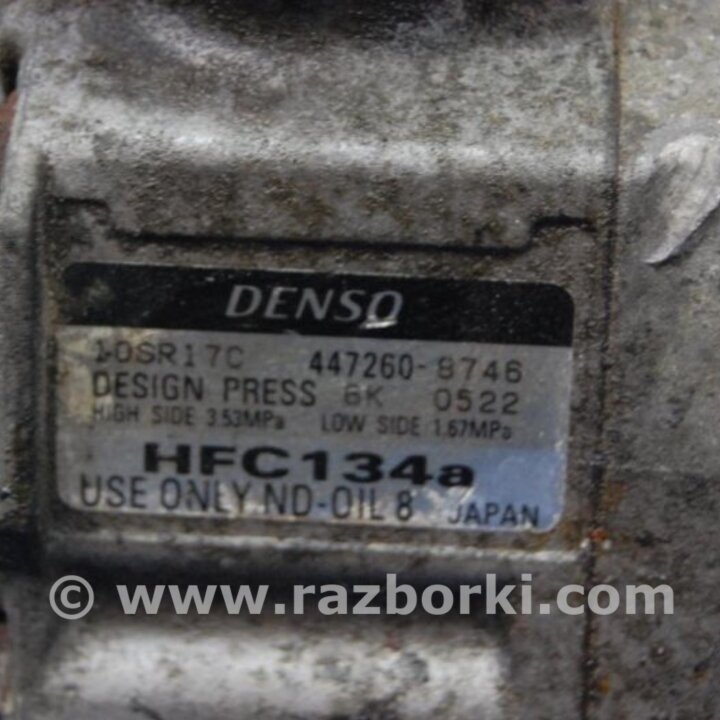 DENSO
10SR17C 447260-8746
DESIGN PRESS 6K 0522
HIGH SIDE 3.53MPa LOW SIDE 1.67MPa
HFC134a
USE ONLY ND-OIL 8 JAPAN
© www.razborki.com